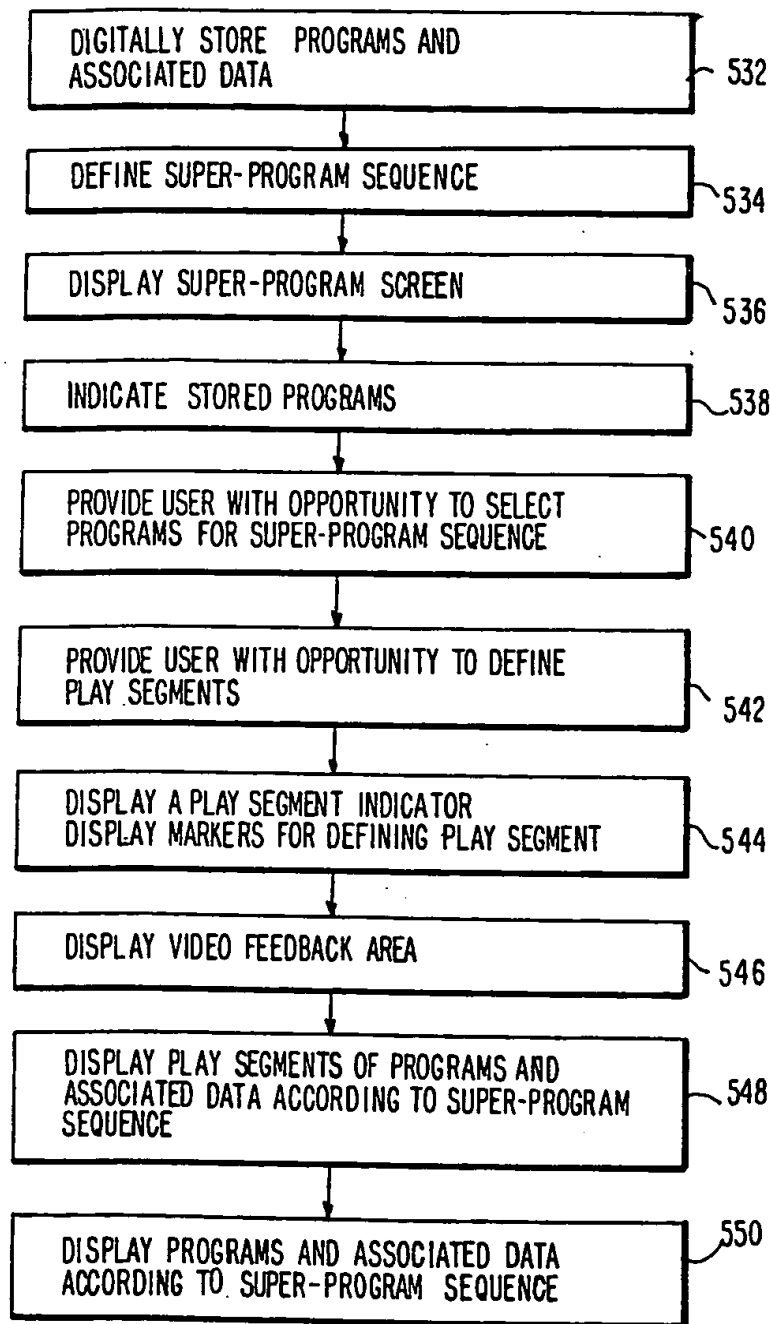 DIGITALLY STORE PROGRAMS AND
ASSOCIATED DATA
532
DEFINE SUPER-PROGRAM SEQUENCE
534
DISPLAY SUPER-PROGRAM SCREEN
536
INDICATE STORED PROGRAMS
538
PROVIDE USER WITH OPPORTUNITY TO SELECT
PROGRAMS FOR SUPER-PROGRAM SEQUENCE
540
PROVIDE USER WITH OPPORTUNITY TO DEFINE
PLAY SEGMENTS
542
DISPLAY A PLAY SEGMENT INDICATOR
DISPLAY MARKERS FOR DEFINING PLAY SEGMENT
544
DISPLAY VIDEO FEEDBACK AREA
546
DISPLAY PLAY SEGMENTS OF PROGRAMS AND
ASSOCIATED DATA ACCORDING TO SUPER-PROGRAM
SEQUENCE
548
DISPLAY PROGRAMS AND ASSOCIATED DATA
ACCORDING TO SUPER-PROGRAM SEQUENCE
550